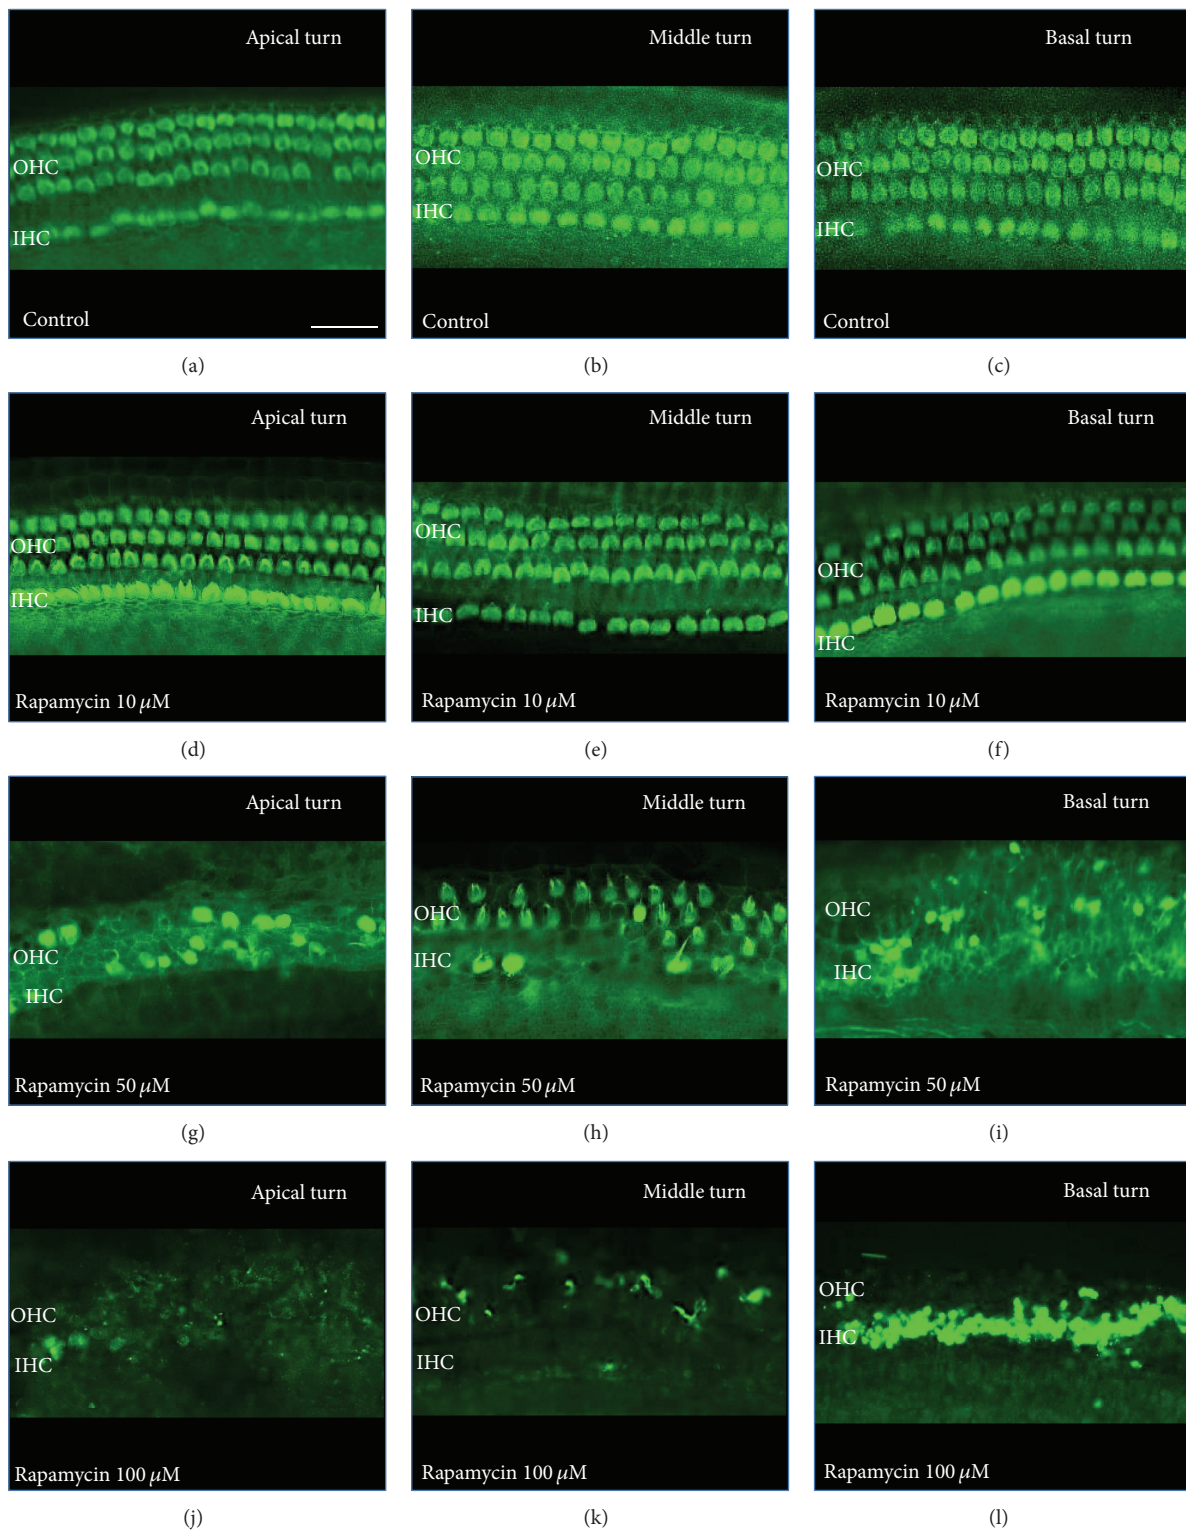 Apical turn
OHC
IHC
Control
(a)
Middle turn
OHC
IHC
Control
(b)
Basal turn
OHC
IHC
Control
(c)
Apical turn
OHC
IHC
Rapamycin 10 μM
(d)
Middle turn
OHC
IHC
Rapamycin 10 μM
(e)
Basal turn
OHC
IHC
Rapamycin 10 μM
(f)
Apical turn
OHC
IHC
Rapamycin 50 μM
(g)
Middle turn
OHC
IHC
Rapamycin 50 μM
(h)
Basal turn
OHC
IHC
Rapamycin 50 μM
(i)
Apical turn
OHC
IHC
Rapamycin 100 μM
(j)
Middle turn
OHC
IHC
Rapamycin 100 μM
(k)
Basal turn
OHC
IHC
Rapamycin 100 μM
(l)